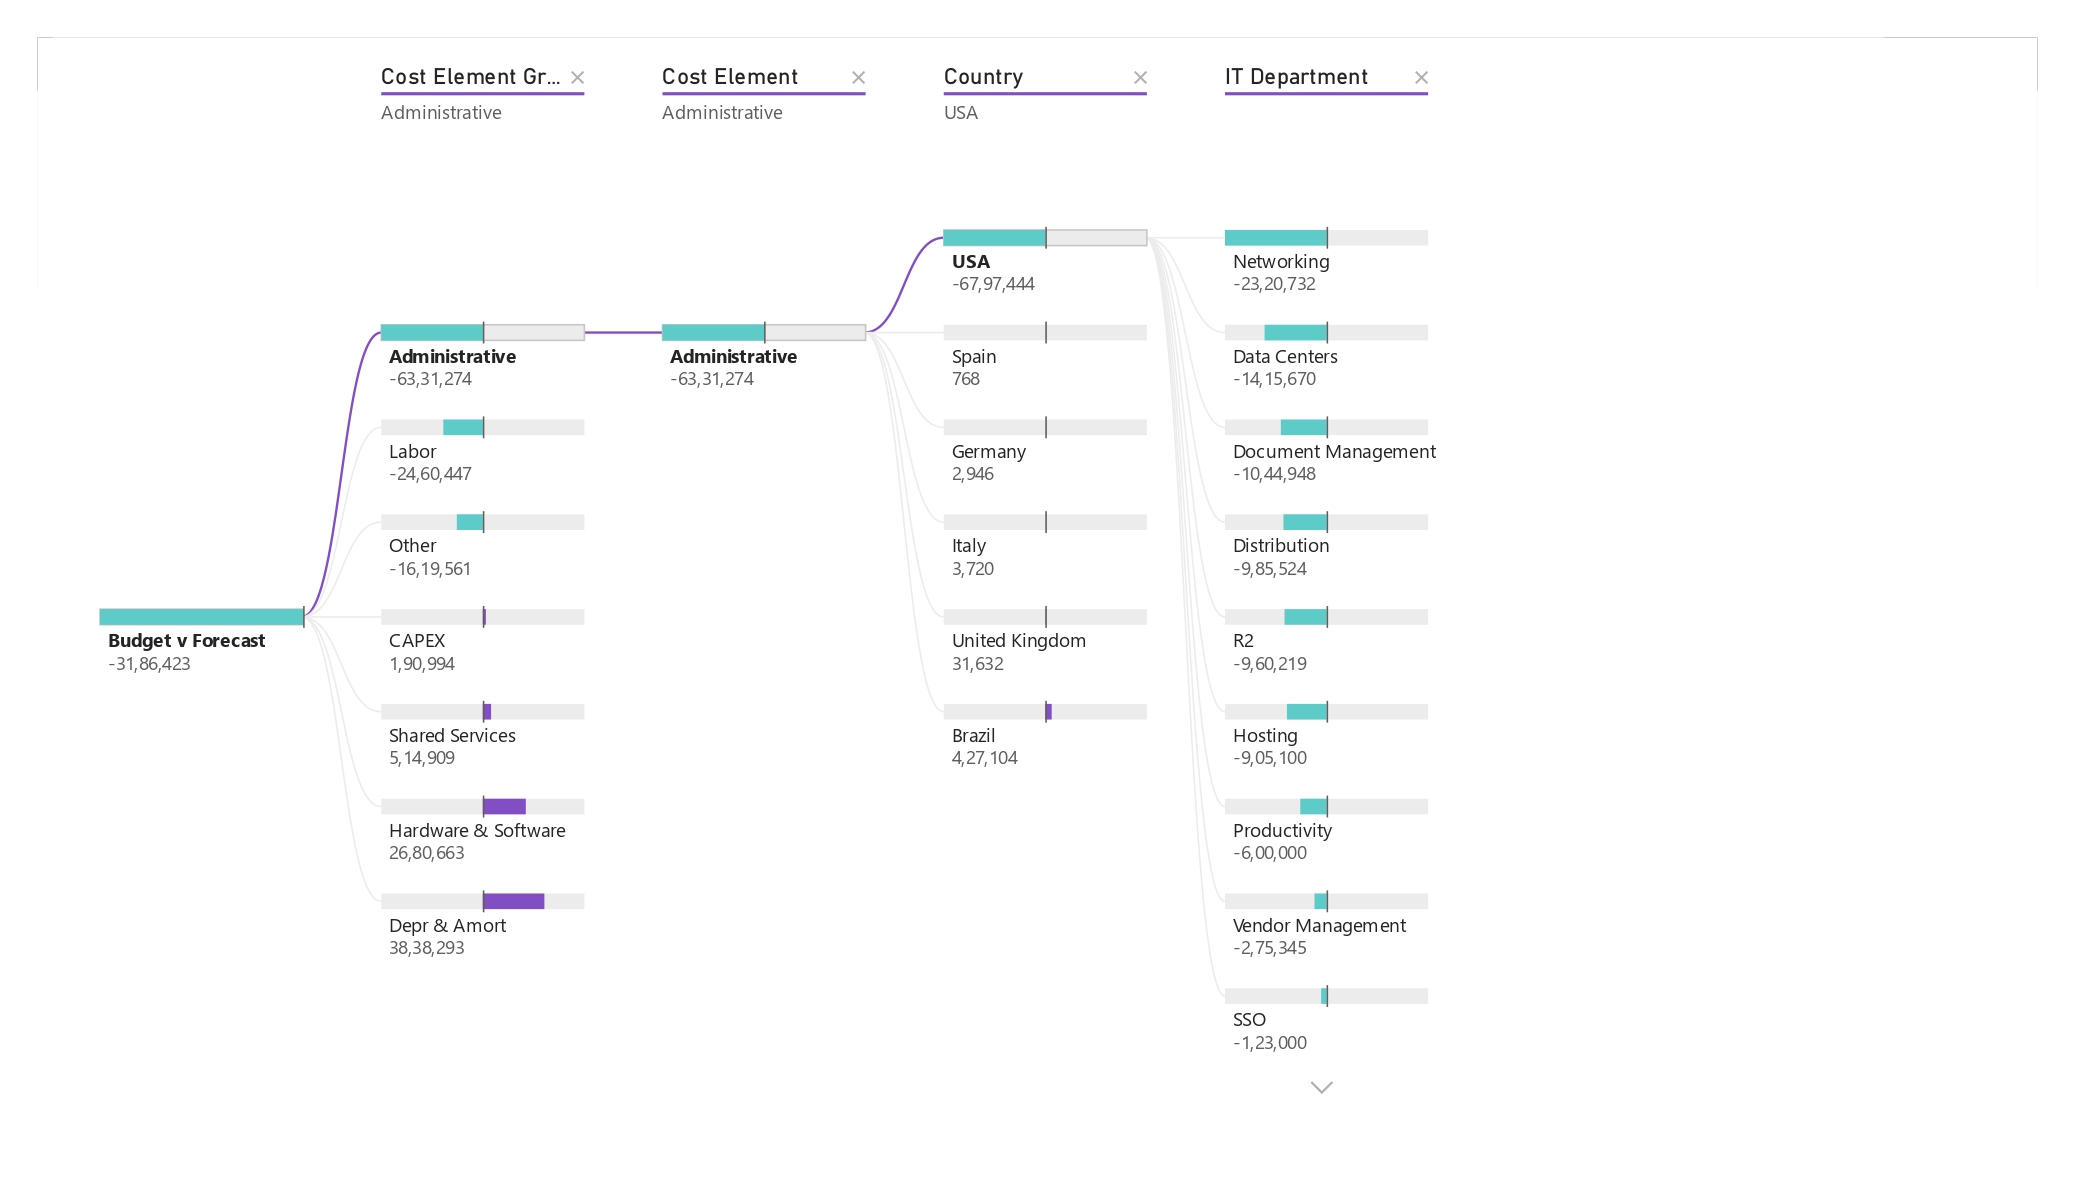 Cost Element Gr...
Administrative
Cost Element
Administrative
Country
USA
IT Department
Budget v Forecast
-31,86,423
Administrative
-63,31,274
Labor
-24,60,447
Other
-16,19,561
CAPEX
1,90,994
Shared Services
5,14,909
Hardware & Software
26,80,663
Depr & Amort
38,38,293
Administrative
-63,31,274
USA
-67,97,444
Spain
768
Germany
2,946
Italy
3,720
United Kingdom
31,632
Brazil
4,27,104
Networking
-23,20,732
Data Centers
-14,15,670
Document Management
-10,44,948
Distribution
-9,85,524
R2
-9,60,219
Hosting
-9,05,100
Productivity
-6,00,000
Vendor Management
-2,75,345
SSO
-1,23,000